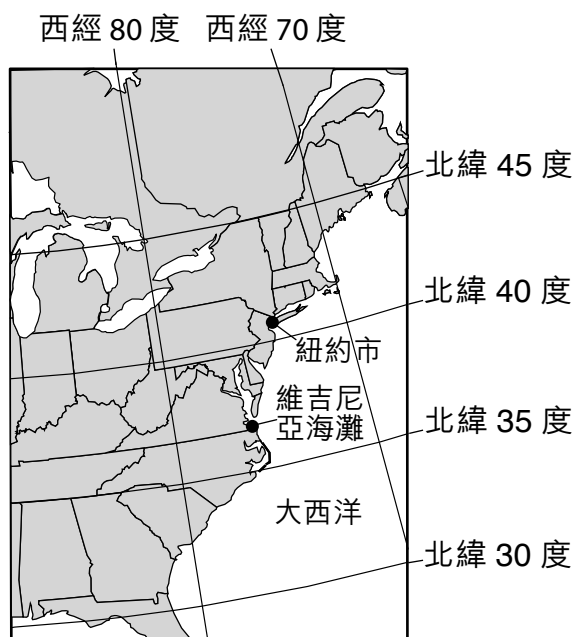 西經 80 度
西經 70 度
北緯 45 度
北緯 40 度
紐約市
維吉尼
亞海灘
北緯 35 度
大西洋
北緯 30 度